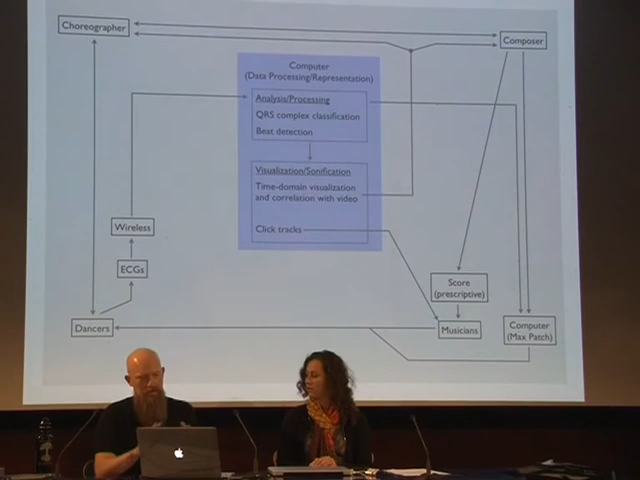 Choreographer
Composer
Computer
(Data Processing/Representation)
Analysis/Processing
QRS complex classification
Beat detection
Visualization/Sonification
Time-domain visualization
and correlation with video
Click tracks
Wireless
ECGs
Dancers
Score
(prescriptive)
Musicians
Computer
(Max Patch)